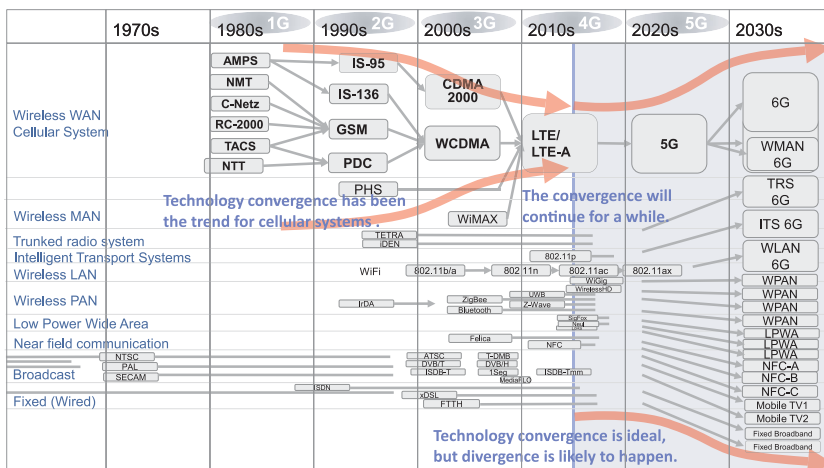 1G 2G 3G 4G 5G 6G
1970s 1980s 1990s 2000s 2010s 2020s 2030s
AMPS
NMT
C-Netz
RC-2000
TACS
NTT
IS-95
IS-136
GSM
PDC
PHS
CDMA
2000
WCDMA
WiMAX
LTE/
LTE-A
5G
6G
WMAN
6G
TRS
6G
ITS 6G
WLAN
6G
Wireless WAN
Cellular System
Technology convergence has been
the trend for cellular systems .
The convergence will
continue for a while.
Wireless MAN
Trunked radio system
TETRA
iDEN
Intelligent Transport Systems
802.11p
Wireless LAN
WiFi
802.11b/a
802.11n
802.11ac
802.11ax
WiGig
WirelessHD
Wireless PAN
IrDA
ZigBee
Bluetooth
UWB
Z-Wave
WPAN
WPAN
WPAN
WPAN
Low Power Wide Area
SigFox
Neul
LPWA
LPWA
LPWA
Near field communication
Felica
NFC
NFC-A
NFC-B
NFC-C
Broadcast
NTSC
PAL
SECAM
ATSC
DVB/T
ISDB-T
T-DMB
DVB/H
1Seg
MediaFLO
ISDB-Tmm
Mobile TV1
Mobile TV2
Fixed (Wired)
ISDN
xDSL
FTTH
Fixed Broadband
Fixed Broadband
Technology convergence is ideal,
but divergence is likely to happen.